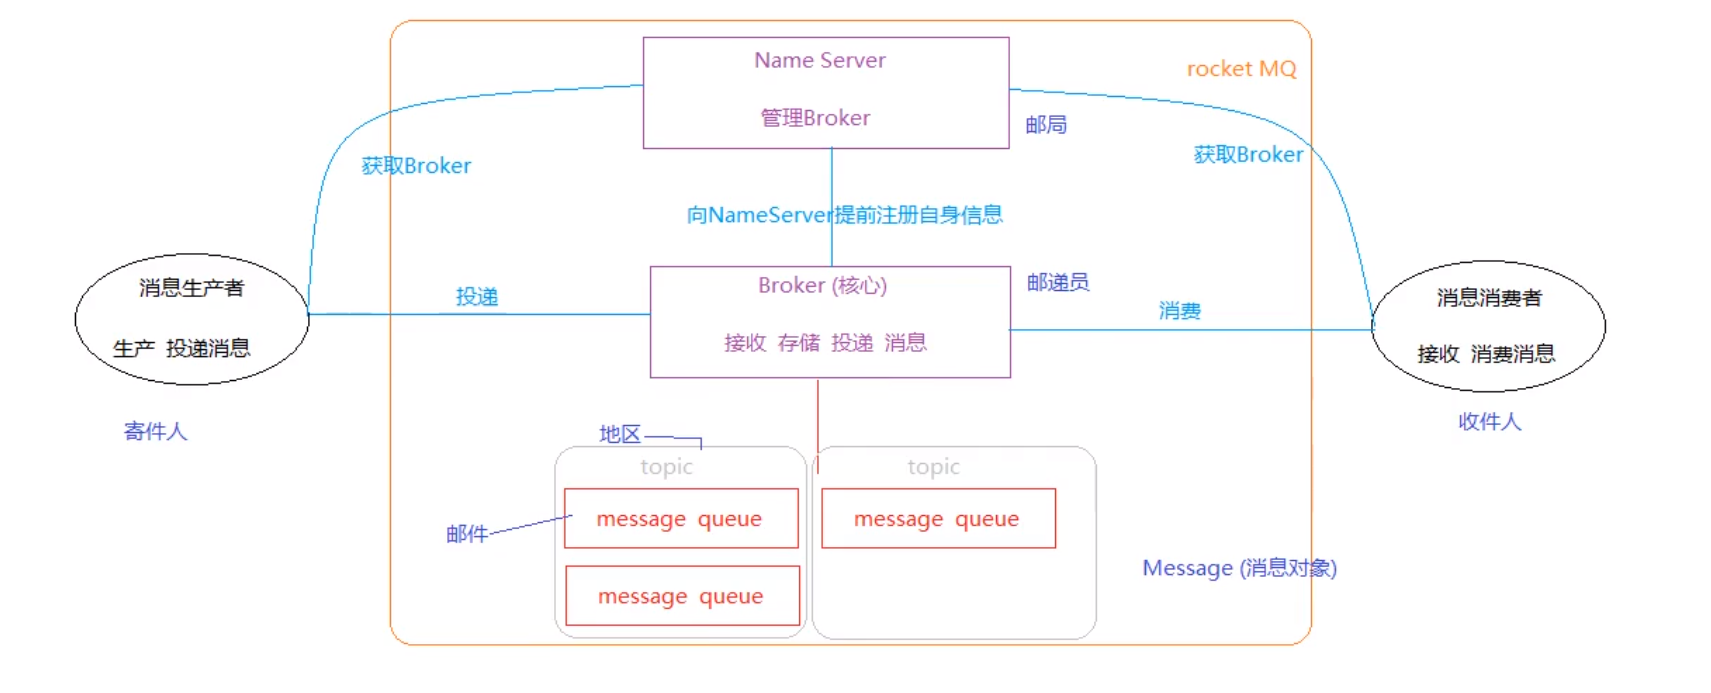 Name Server
rocket MQ
管理Broker
邮局
获取Broker
获取Broker
向NameServer提前注册自身信息
消息生产者
生产 投递消息
寄件人
投递
Broker (核心)
接收 存储 投递 消息
邮递员
消费
消息消费者
接收 消费消息
收件人
地区
topic
topic
message queue
message queue
邮件
message queue
Message (消息对象)